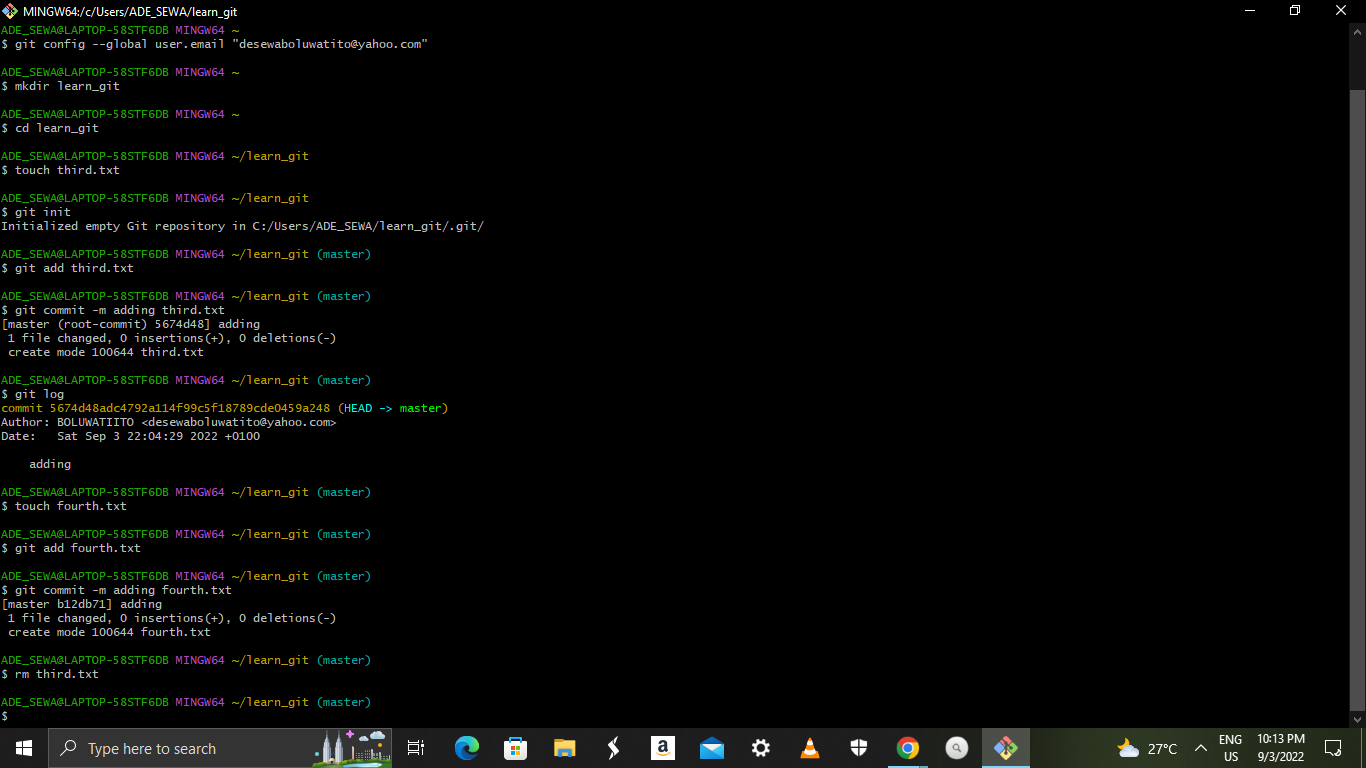 MINGW64:/c/Users/ADE_SEWA/learn_git
ADE_SEWA@LAPTOP-58STF6DB MINGW64 ~
$ git config --global user.email "desewaboluwatito@yahoo.com"
ADE_SEWA@LAPTOP-58STF6DB MINGW64 ~
$ mkdir learn_git
ADE_SEWA@LAPTOP-58STF6DB MINGW64 ~
$ cd learn_git
ADE_SEWA@LAPTOP-58STF6DB MINGW64 ~/learn_git
$ touch third.txt
ADE_SEWA@LAPTOP-58STF6DB MINGW64 ~/learn_git
$ git init
Initialized empty Git repository in C:/Users/ADE_SEWA/learn_git/.git/
ADE_SEWA@LAPTOP-58STF6DB MINGW64 ~/learn_git (master)
$ git add third.txt
ADE_SEWA@LAPTOP-58STF6DB MINGW64 ~/learn_git (master)
$ git commit -m adding third.txt
[master (root-commit) 5674d48] adding
1 file changed, 0 insertions(+), 0 deletions(-)
create mode 100644 third.txt
ADE_SEWA@LAPTOP-58STF6DB MINGW64 ~/learn_git (master)
$ git log
commit 5674d48adc4792a114f99c5f18789cde0459a248 (HEAD -> master)
Author: BOLUWATIITO <desewaboluwatito@yahoo.com>
Date:   Sat Sep 3 22:04:29 2022 +0100
adding
ADE_SEWA@LAPTOP-58STF6DB MINGW64 ~/learn_git (master)
$ touch fourth.txt
ADE_SEWA@LAPTOP-58STF6DB MINGW64 ~/learn_git (master)
$ git add fourth.txt
ADE_SEWA@LAPTOP-58STF6DB MINGW64 ~/learn_git (master)
$ git commit -m adding fourth.txt
[master b12db71] adding
1 file changed, 0 insertions(+), 0 deletions(-)
create mode 100644 fourth.txt
ADE_SEWA@LAPTOP-58STF6DB MINGW64 ~/learn_git (master)
$ rm third.txt
ADE_SEWA@LAPTOP-58STF6DB MINGW64 ~/learn_git (master)
$
Type here to search
a
27°C
ENG
US
10:13 PM
9/3/2022